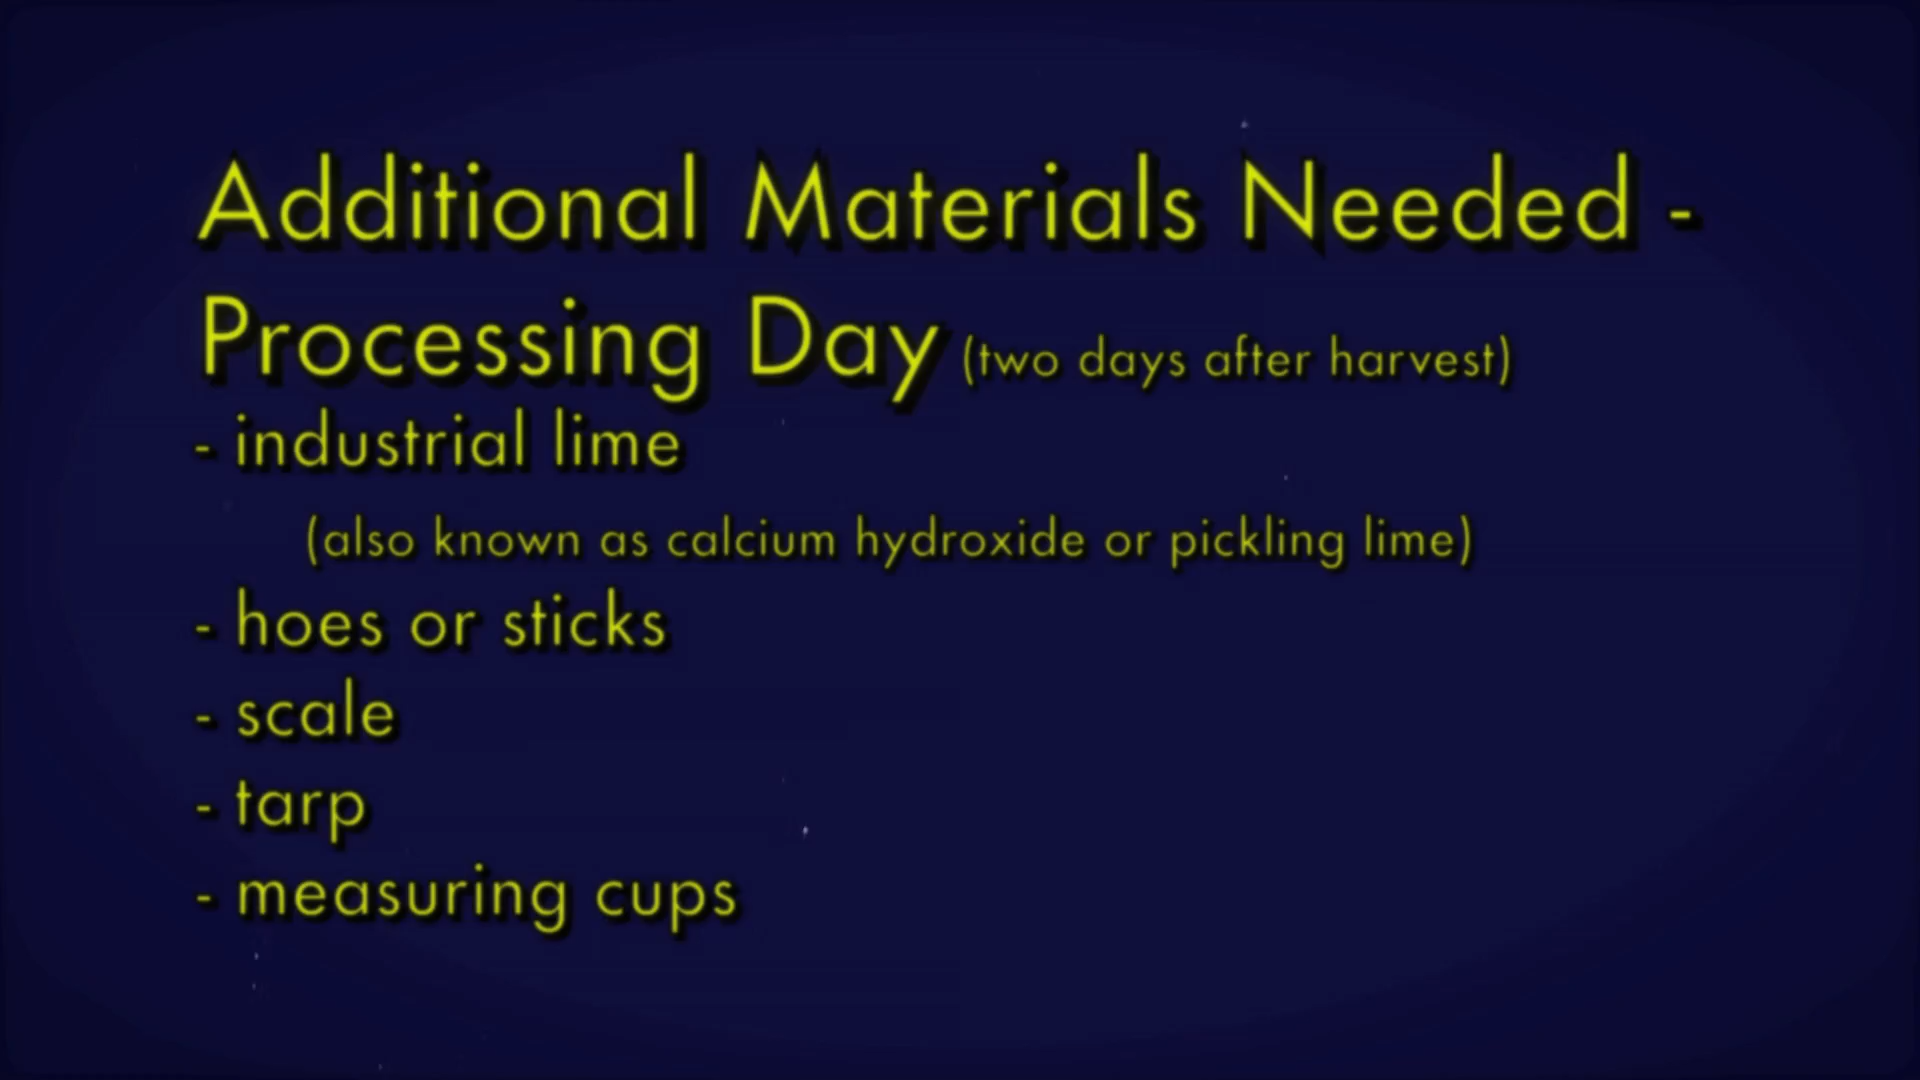 Additional Materials Needed -
Processing Day (two days after harvest)
- industrial lime
(also known as calcium hydroxide or pickling lime)
- hoes or sticks
- scale
- tarp
- measuring cups